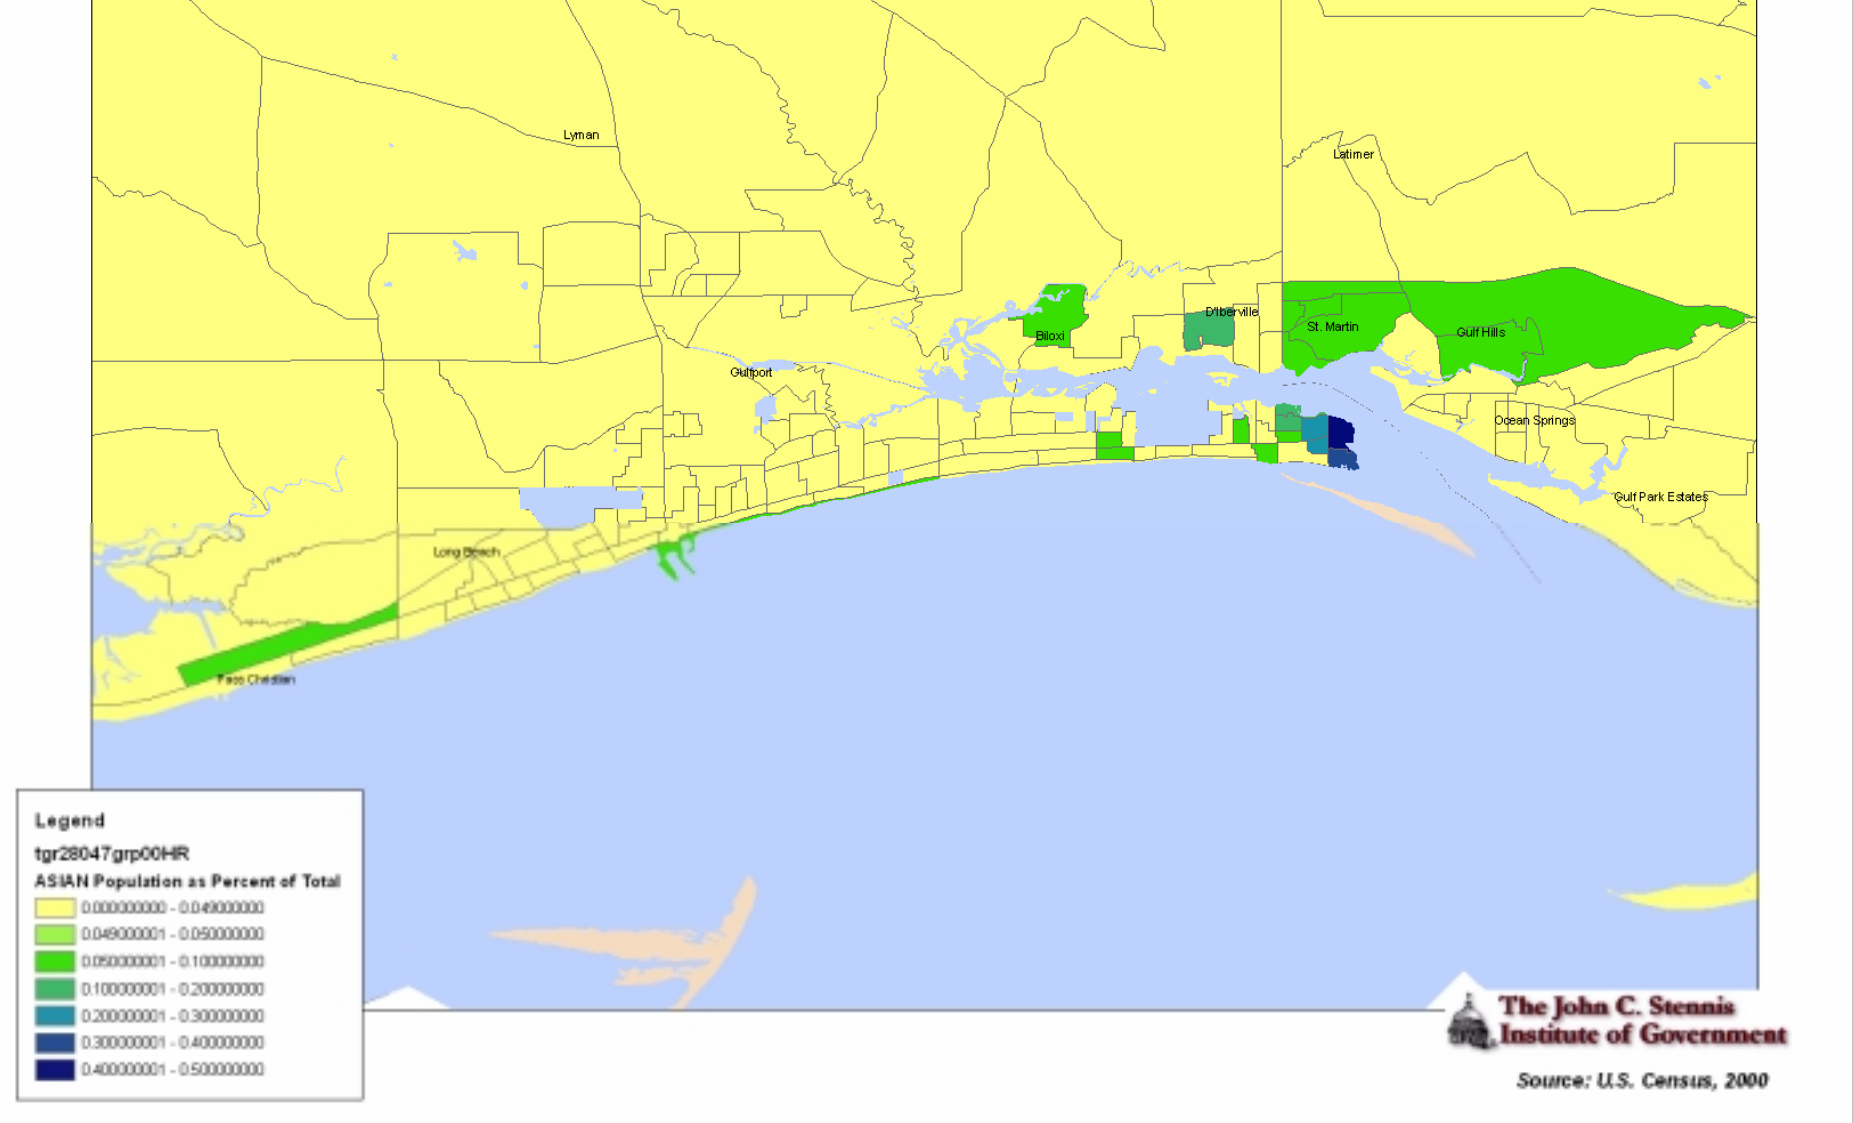 Lyman
Latimer
D'Iberville
St. Martin
Gulf Hills
Biloxi
Gulfport
Ocean Springs
Gulf Park Estates
Long Beach
Pass Christian
Legend
tgr28047grp00HR
ASIAN Population as Percent of Total
0.000000000 - 0.049000000
0.049000001 - 0.050000000
0.050000001 - 0.100000000
0.100000001 - 0.200000000
0.200000001 - 0.300000000
0.300000001 - 0.400000000
0.400000001 - 0.500000000
The John C. Stennis
Institute of Government
Source: U.S. Census, 2000